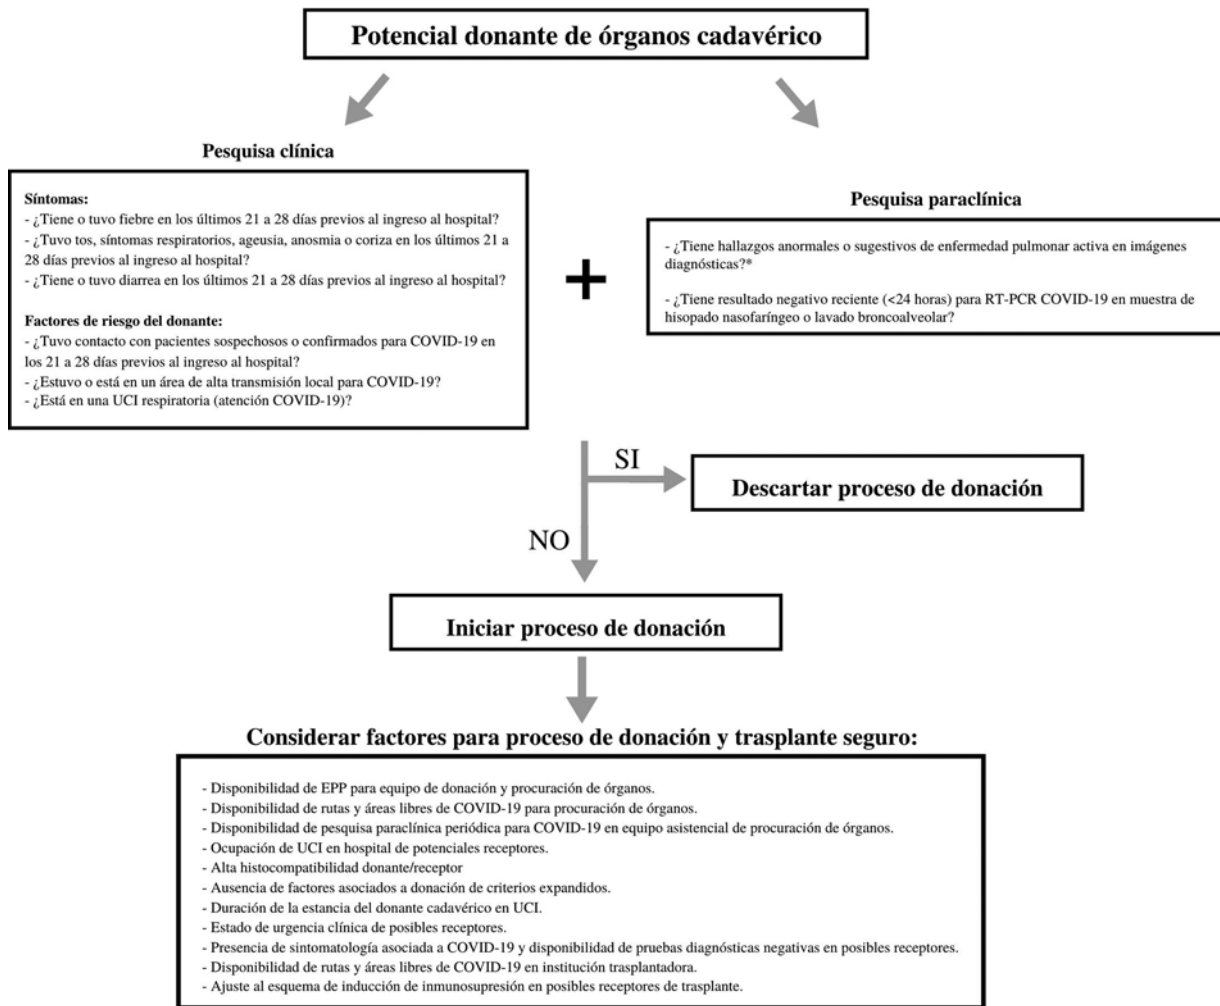 Potencial donante de órganos cadavérico
Pesquisa clínica
Síntomas:
- ¿Tiene o tuvo fiebre en los últimos 21 a 28 días previos al ingreso al hospital?
- ¿Tuvo tos, síntomas respiratorios, ageusia, anosmia o coriza en los últimos 21 a
28 días previos al ingreso al hospital?
- ¿Tiene o tuvo diarrea en los últimos 21 a 28 días previos al ingreso al hospital?
Factores de riesgo del donante:
- ¿Tuvo contacto con pacientes sospechosos o confirmados para COVID-19 en
los 21 a 28 días previos al ingreso al hospital?
- ¿Estuvo o está en un área de alta transmisión local para COVID-19?
- ¿Está en una UCI respiratoria (atención COVID-19)?
+
Pesquisa paraclínica
- ¿Tiene hallazgos anormales o sugestivos de enfermedad pulmonar activa en imágenes
diagnósticas?*
- ¿Tiene resultado negativo reciente (<24 horas) para RT-PCR COVID-19 en muestra de
hisopado nasofaríngeo o lavado broncoalveolar?
SI
Descartar proceso de donación
NO
Iniciar proceso de donación
Considerar factores para proceso de donación y trasplante seguro:
- Disponibilidad de EPP para equipo de donación y procuración de órganos.
- Disponibilidad de rutas y áreas libres de COVID-19 para procuración de órganos.
- Disponibilidad de pesquisa paraclínica periódica para COVID-19 en equipo asistencial de procuración de órganos.
- Ocupación de UCI en hospital de potenciales receptores.
- Alta histocompatibilidad donante/receptor
- Ausencia de factores asociados a donación de criterios expandidos.
- Duración de la estancia del donante cadavérico en UCI.
- Estado de urgencia clínica de posibles receptores.
- Presencia de sintomatología asociada a COVID-19 y disponibilidad de pruebas diagnósticas negativas en posibles receptores.
- Disponibilidad de rutas y áreas libres de COVID-19 en institución trasplantadora.
- Ajuste al esquema de inducción de inmunosupresión en posibles receptores de trasplante.